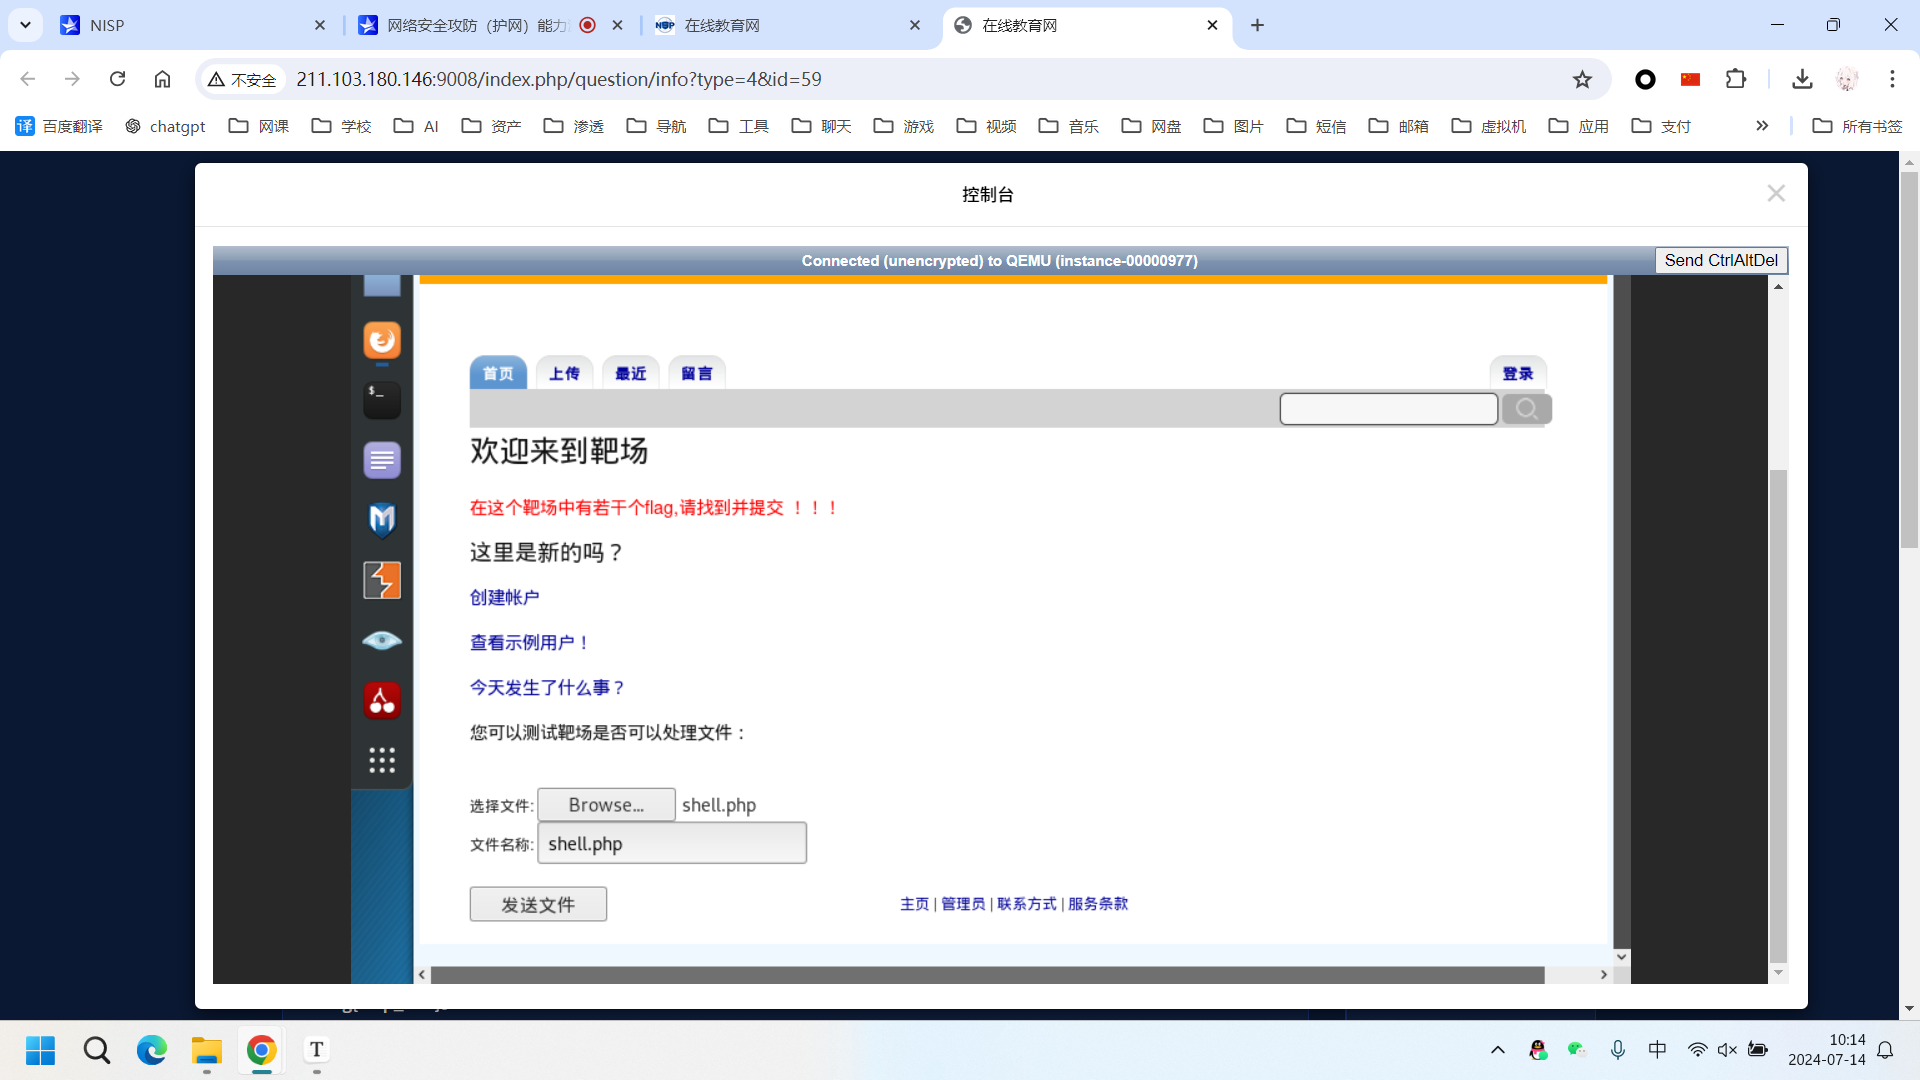 NISP
网络安全攻防（护网）能力
在线教育网
在线教育网
不安全
211.103.180.146:9008/index.php/question/info?type=4&id=59
百度翻译
chatgpt
网课
学校
AI
资产
渗透
导航
工具
聊天
游戏
视频
音乐
网盘
图片
短信
邮箱
虚拟机
应用
支付
所有书签
控制台
Connected (unencrypted) to QEMU (instance-00000977)
Send CtrlAltDel
首页
上传
最近
留言
登录
欢迎来到靶场
在这个靶场中有若干个flag,请找到并提交 ！！！
这里是新的吗？
创建帐户
查看示例用户！
今天发生了什么事？
您可以测试靶场是否可以处理文件：
选择文件: Browse... shell.php
文件名称: shell.php
发送文件
主页 | 管理员 | 联系方式 | 服务条款
中
10:14
2024-07-14